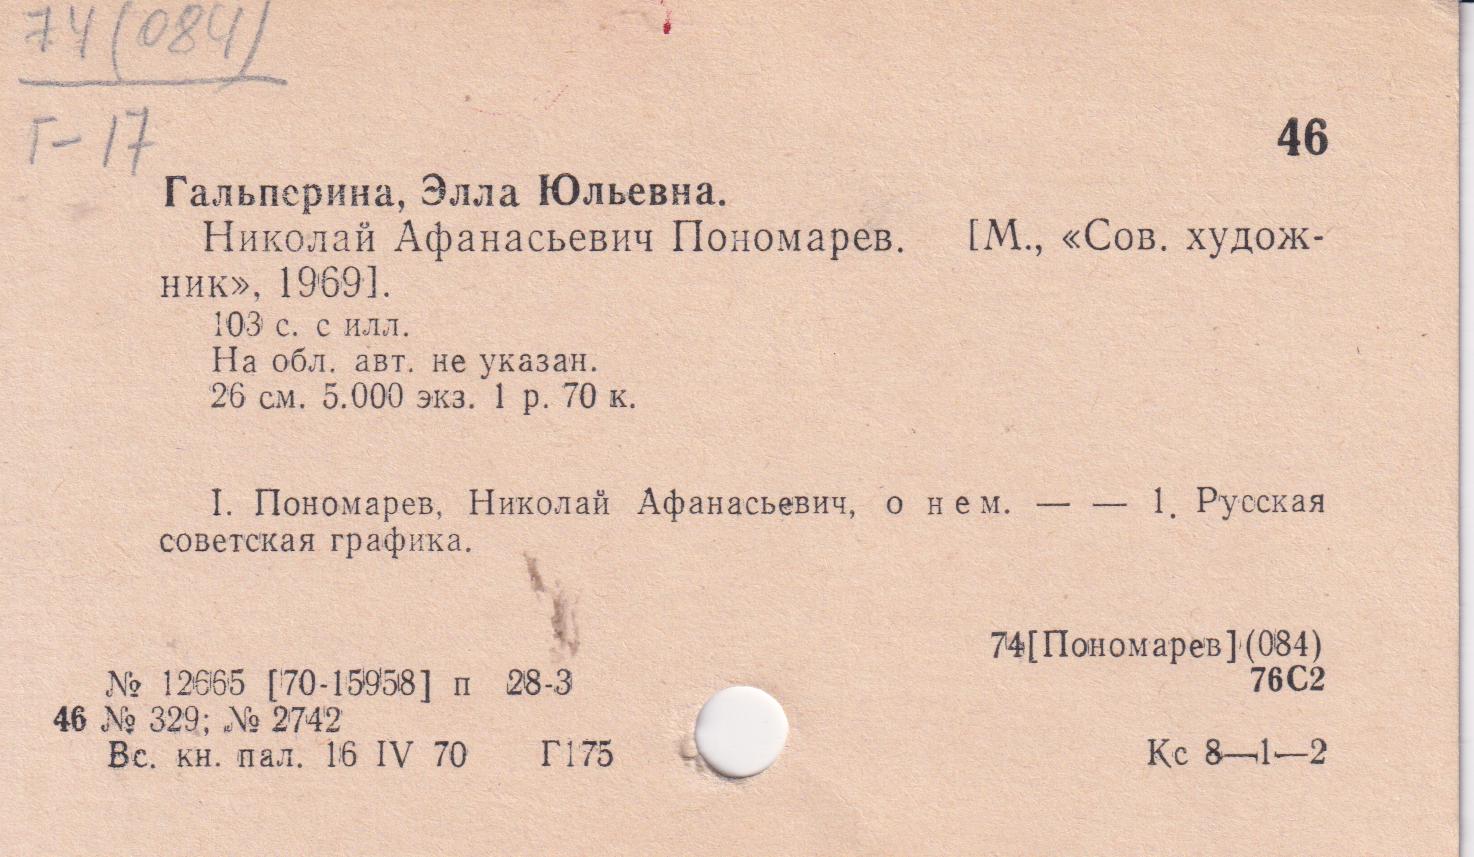 74(084)
Г-17
46
Гальперина, Элла Юльевна.
Николай Афанасьевич Пономарев. [М., «Сов. худож-
ник», 1969].
103 с. с илл.
На обл. авт. не указан.
26 см. 5.000 экз. 1 р. 70 к.
I. Пономарев, Николай Афанасьевич, о нем. — — 1. Русская
советская графика.
74[Пономарев](084)
76С2
№ 12665 [70-15958] п 28-3
46 № 329; № 2742
Вс. кн. пал. 16 IV 70 Г175 Кс 8—1—2